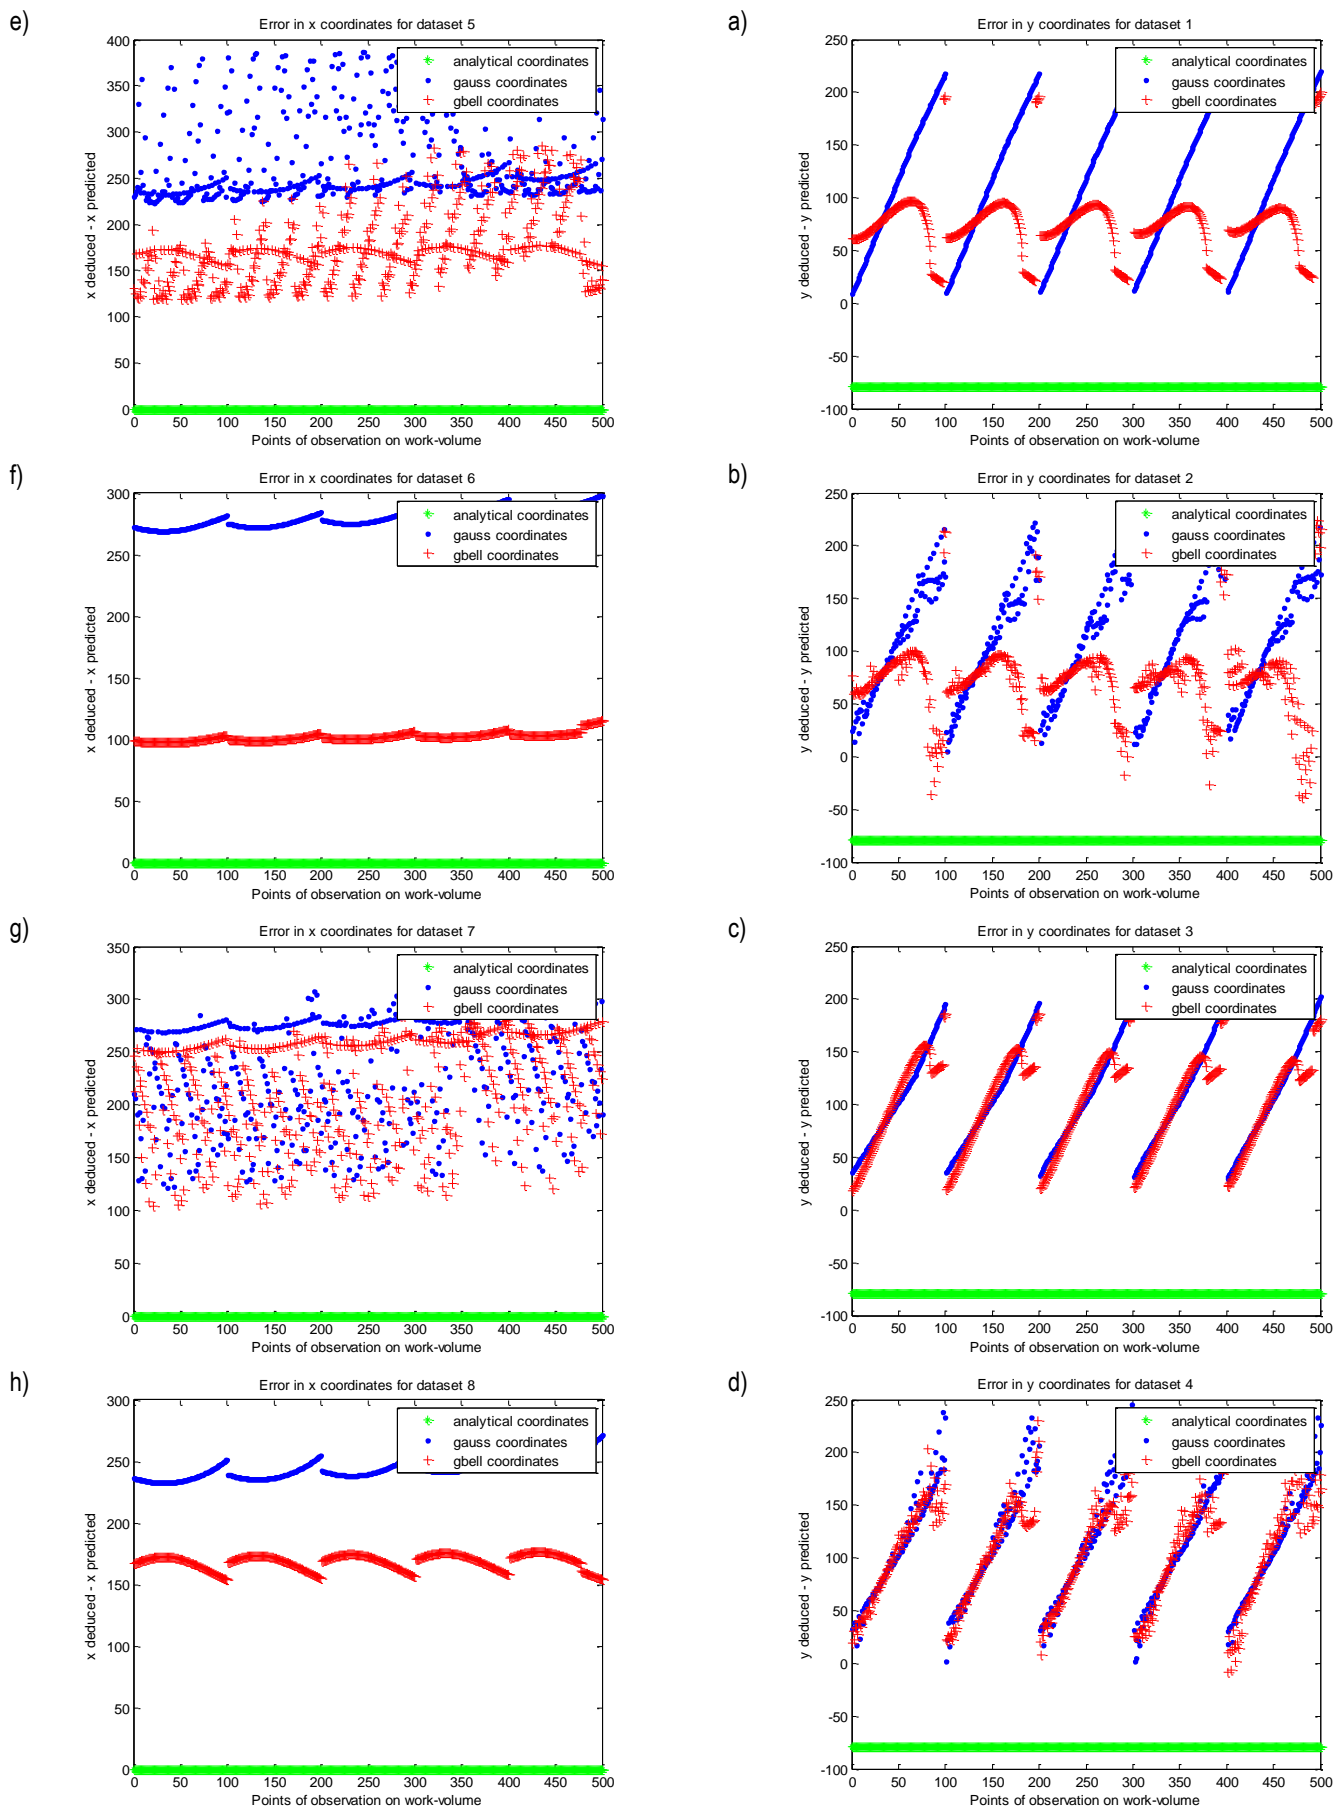 e)
Error in x coordinates for dataset 5
400
350
300
250
200
150
100
50
0
x deduced - x predicted
analytical coordinates
gauss coordinates
gbell coordinates
0 50 100 150 200 250 300 350 400 450 500
Points of observation on work-volume
a)
Error in y coordinates for dataset 1
250
200
150
100
50
0
-50
-100
y deduced - y predicted
analytical coordinates
gauss coordinates
gbell coordinates
0 50 100 150 200 250 300 350 400 450 500
Points of observation on work-volume
f)
Error in x coordinates for dataset 6
300
250
200
150
100
50
0
x deduced - x predicted
analytical coordinates
gauss coordinates
gbell coordinates
0 50 100 150 200 250 300 350 400 450 500
Points of observation on work-volume
b)
Error in y coordinates for dataset 2
250
200
150
100
50
0
-50
-100
y deduced - y predicted
analytical coordinates
gauss coordinates
gbell coordinates
0 50 100 150 200 250 300 350 400 450 500
Points of observation on work-volume
g)
Error in x coordinates for dataset 7
350
300
250
200
150
100
50
0
x deduced - x predicted
analytical coordinates
gauss coordinates
gbell coordinates
0 50 100 150 200 250 300 350 400 450 500
Points of observation on work-volume
c)
Error in y coordinates for dataset 3
250
200
150
100
50
0
-50
-100
y deduced - y predicted
analytical coordinates
gauss coordinates
gbell coordinates
0 50 100 150 200 250 300 350 400 450 500
Points of observation on work-volume
h)
Error in x coordinates for dataset 8
300
250
200
150
100
50
0
x deduced - x predicted
analytical coordinates
gauss coordinates
gbell coordinates
0 50 100 150 200 250 300 350 400 450 500
Points of observation on work-volume
d)
Error in y coordinates for dataset 4
250
200
150
100
50
0
-50
-100
y deduced - y predicted
analytical coordinates
gauss coordinates
gbell coordinates
0 50 100 150 200 250 300 350 400 450 500
Points of observation on work-volume